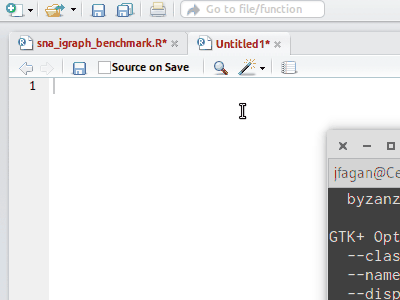 Go to file/function
sna_igraph_benchmark.R*
Untitled1*
Source on Save
1
jfagan@Ce
byzanz
GTK+ Opt
--clas
--name
--disp